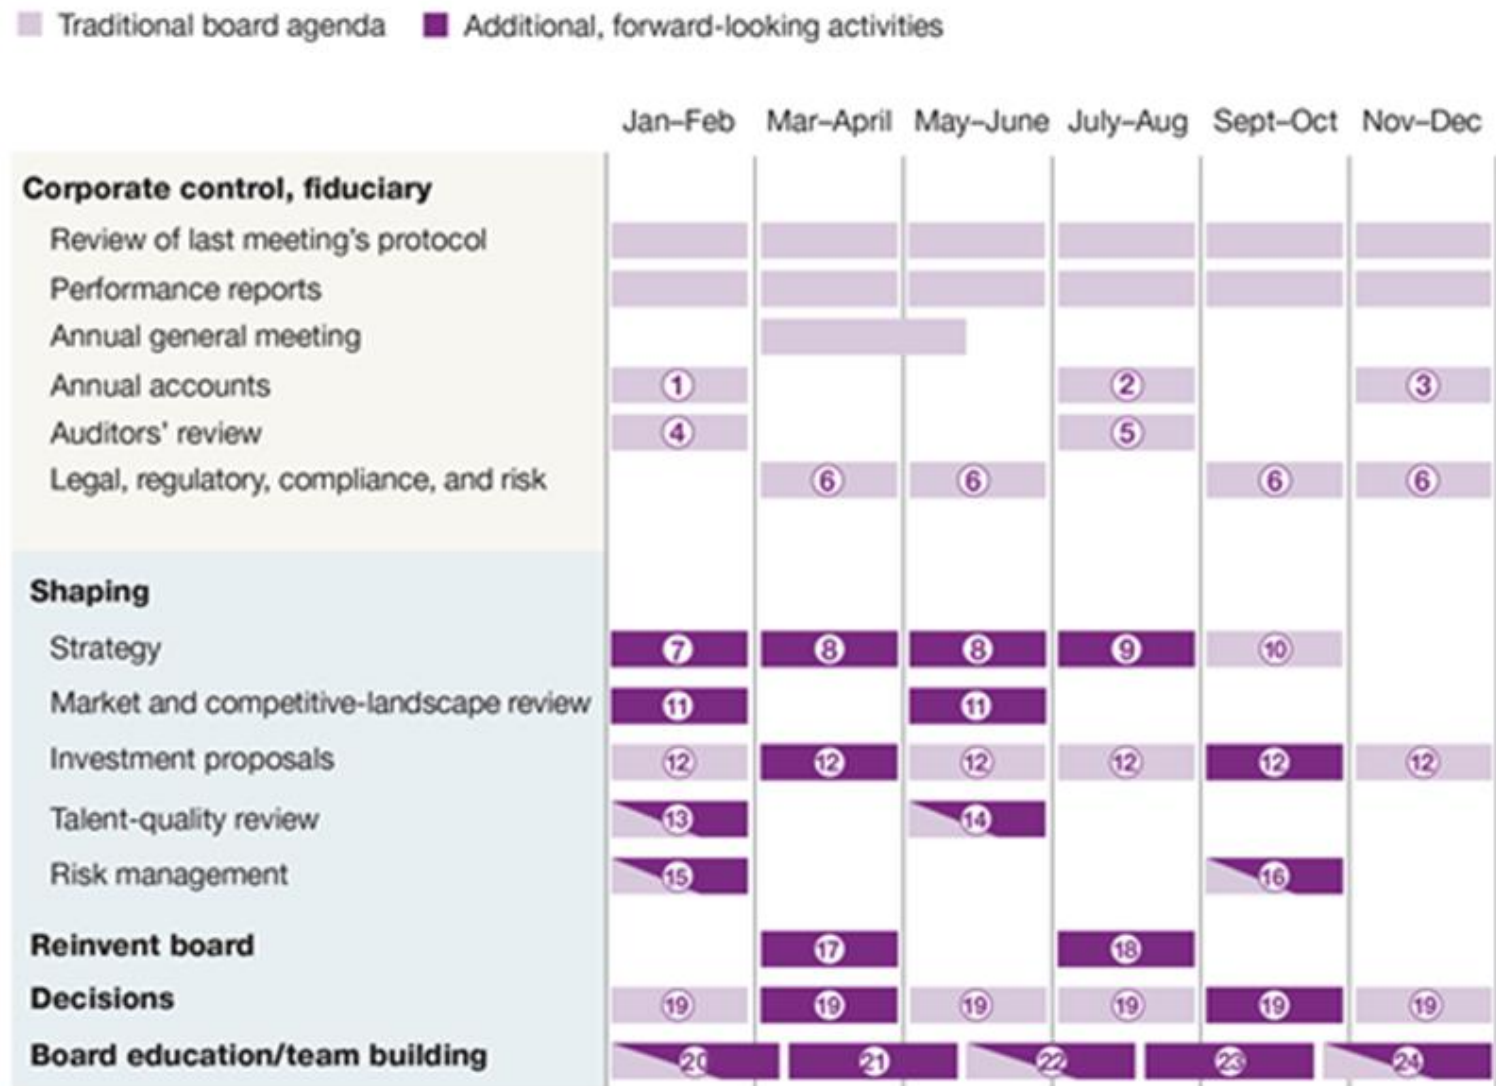 Traditional board agenda Additional, forward-looking activities
Jan–Feb Mar–April May–June July–Aug Sept–Oct Nov–Dec
Corporate control, fiduciary
Review of last meeting's protocol
Performance reports
Annual general meeting
Annual accounts 1 2 3
Auditors' review 4 5
Legal, regulatory, compliance, and risk 6 6 6 6
Shaping
Strategy 7 8 8 9 10
Market and competitive-landscape review 11 11
Investment proposals 12 12 12 12 12 12
Talent-quality review 13 14
Risk management 15 16
Reinvent board 17 18
Decisions 19 19 19 19 19 19
Board education/team building 20 21 22 23 24